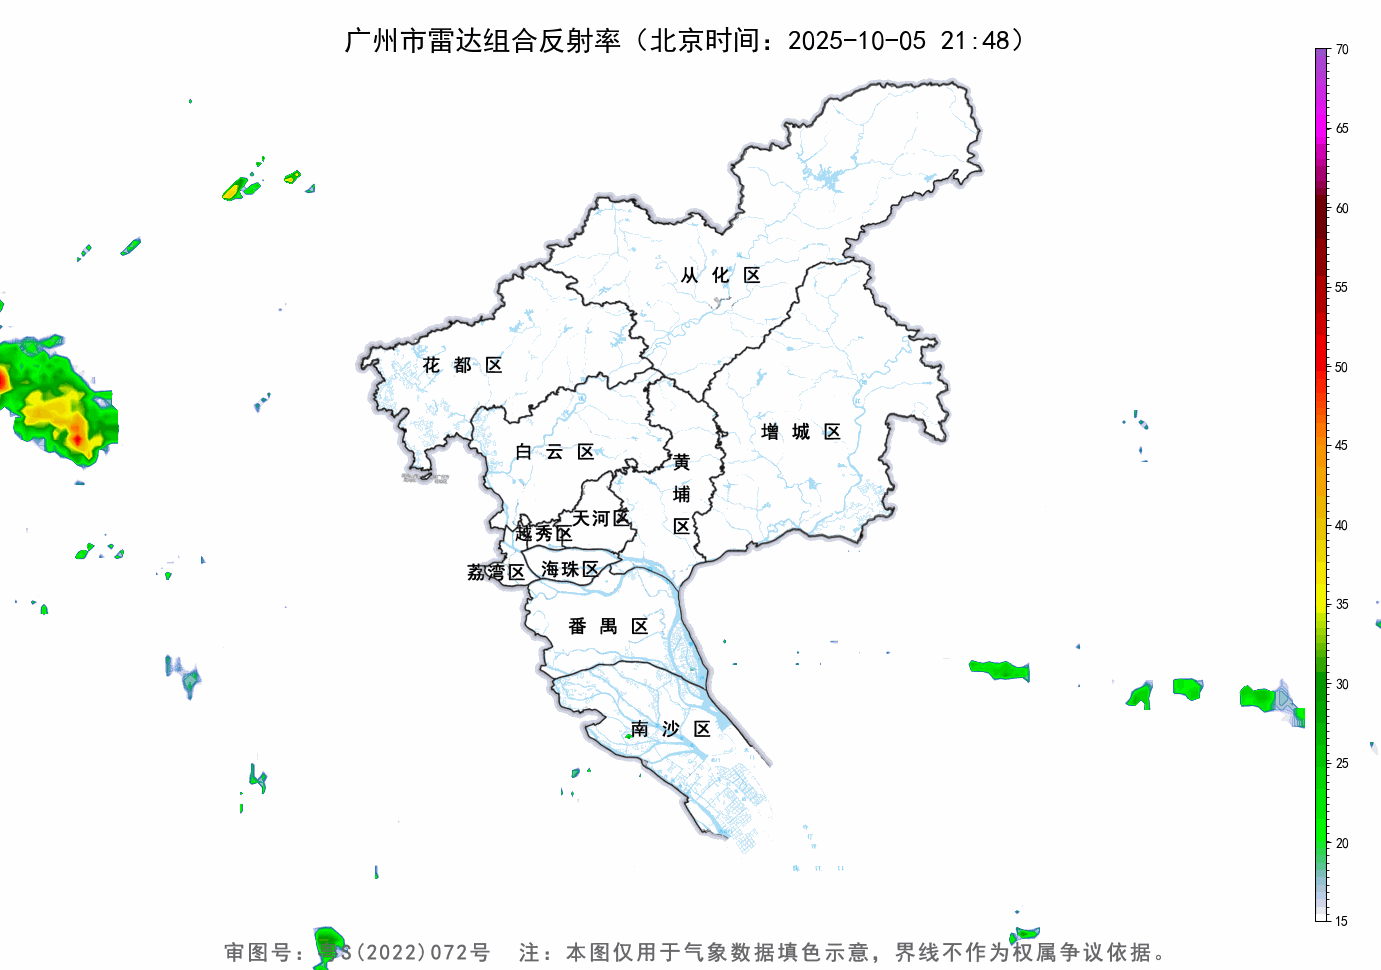 广州市雷达组合反射率（北京时间：2025-10-05 21:48）
70
65
60
55
50
45
40
35
30
25
20
15
从化区
花都区
增城区
白云区
黄埔区
天河区
越秀区
荔湾区
海珠区
番禺区
南沙区
审图号：粤S(2022)072号 注：本图仅用于气象数据填色示意，界线不作为权属争议依据。